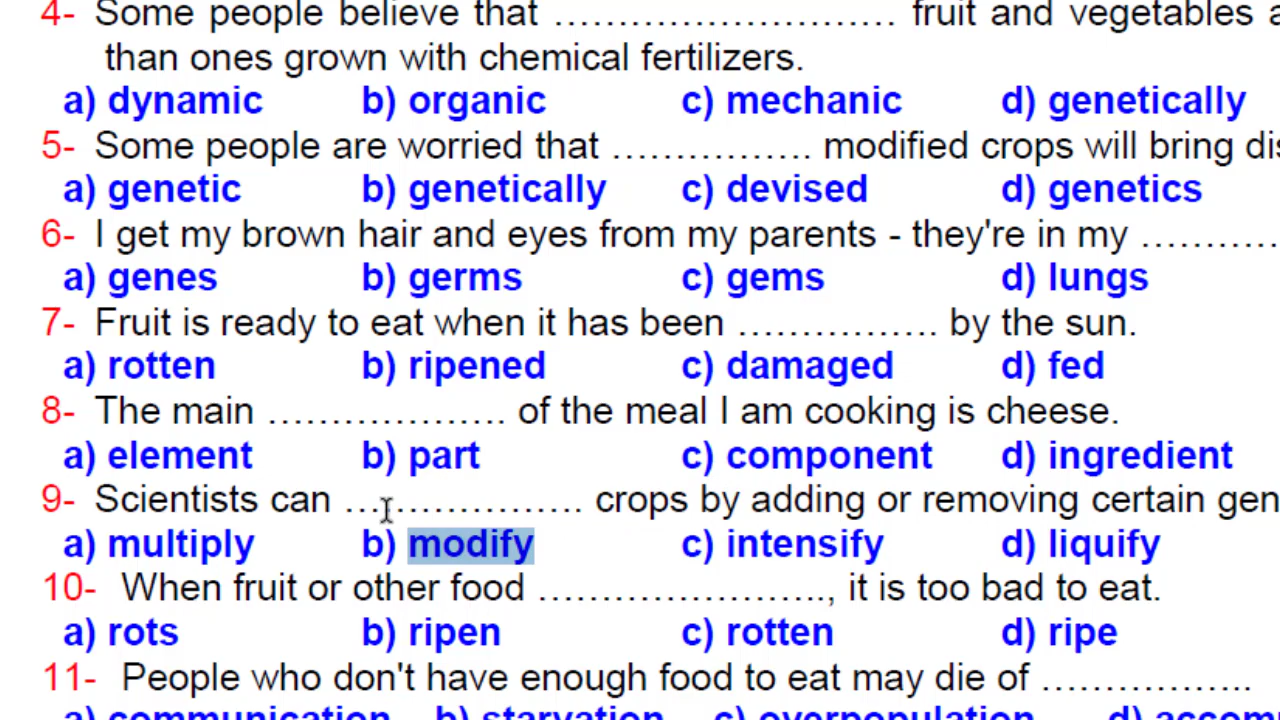 4- Some people believe that ……………………… fruit and vegetables
than ones grown with chemical fertilizers.
a) dynamic b) organic c) mechanic d) genetically
5- Some people are worried that ……………. modified crops will bring
a) genetic b) genetically c) devised d) genetics
6- I get my brown hair and eyes from my parents - they're in my …………
a) genes b) germs c) gems d) lungs
7- Fruit is ready to eat when it has been ……………. by the sun.
a) rotten b) ripened c) damaged d) fed
8- The main ………………. of the meal I am cooking is cheese.
a) element b) part c) component d) ingredient
9- Scientists can ………………. crops by adding or removing certain
a) multiply b) modify c) intensify d) liquify
10- When fruit or other food …………………., it is too bad to eat.
a) rots b) ripen c) rotten d) ripe
11- People who don't have enough food to eat may die of ……………..
a) communication b) starvation c) overpopulation d)